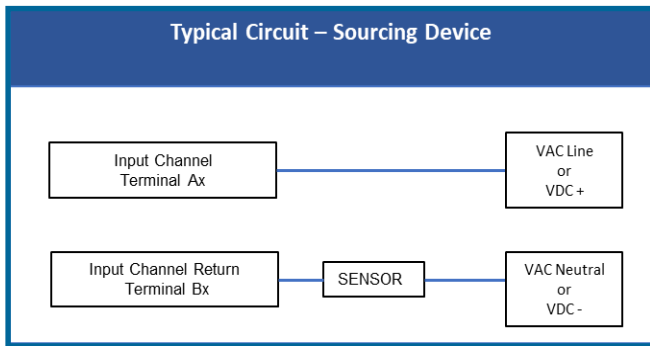 Typical Circuit – Sourcing Device
Input Channel
Terminal Ax
VAC Line
or
VDC +
Input Channel Return
Terminal Bx
SENSOR
VAC Neutral
or
VDC -